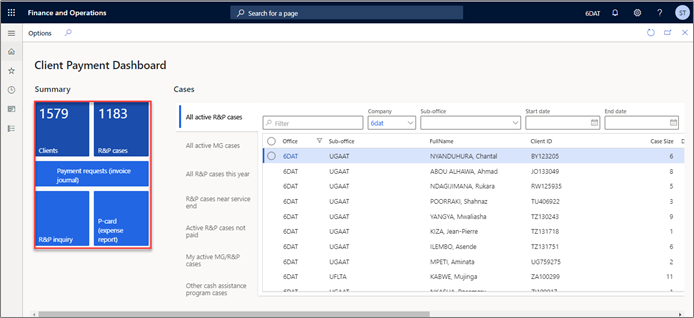 Finance and Operations
Search for a page
6DAT
?
ST
Options
Client Payment Dashboard
Summary
1579
Clients
1183
R&P cases
Payment requests (invoice
journal)
R&P inquiry
P-card
(expense
report)
Cases
All active R&P cases
All active MG cases
All R&P cases this year
R&P cases near service
end
Active R&P cases not
paid
My active MG/R&P
cases
Other cash assistance
program cases
Filter
Company
6dat
Sub-office
Start date
End date
Office Sub-office FullName Client ID Case Size D
6DAT UGAAT NYANDUHURA, Chantal BY123205 6
6DAT UGAAT ABOU ALHAWA, Ahmad JO133049 8
6DAT UGAAT NDAGIJIMANA, Rukara RW125935 5
6DAT UGAAT POORRAKI, Shahnaz TU406922 3
6DAT UGAAT YANGYA, Mwaliasha TZ130243 9
6DAT UGAAT KIZA, Jean-Pierre TZ131718 1
6DAT UGAAT ILEMBO, Asende TZ131751 6
6DAT UGAAT MPETI, Aminata UG759275 2
6DAT UFLTA KABWE, Mujinga ZA100299 11